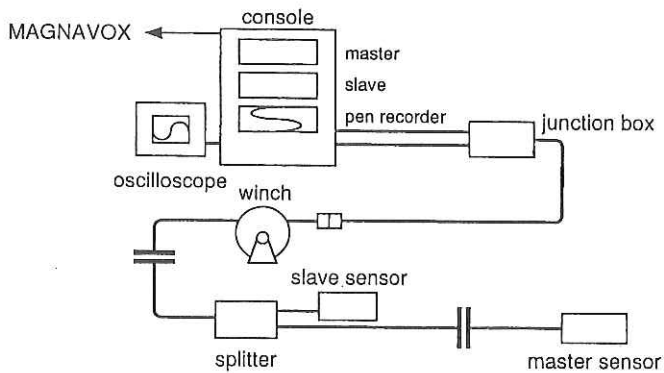 console
MAGNAVOX
master
slave
pen recorder
junction box
oscilloscope
winch
slave sensor
splitter
master sensor